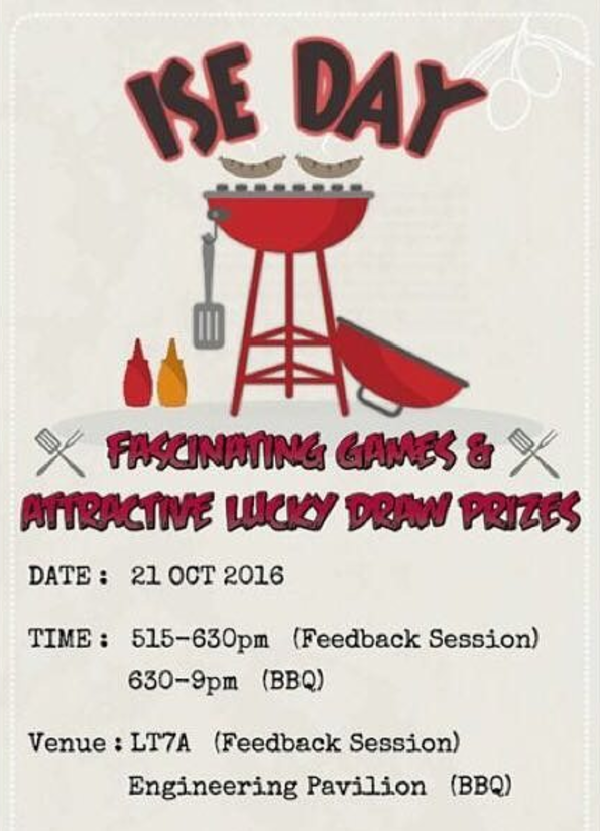 ISE DAY
FASCINATING GAMES &
ATTRACTIVE LUCKY DRAW PRIZES
DATE : 21 OCT 2016
TIME : 515-630pm (Feedback Session)
630-9pm (BBQ)
Venue : LT7A (Feedback Session)
Engineering Pavilion (BBQ)